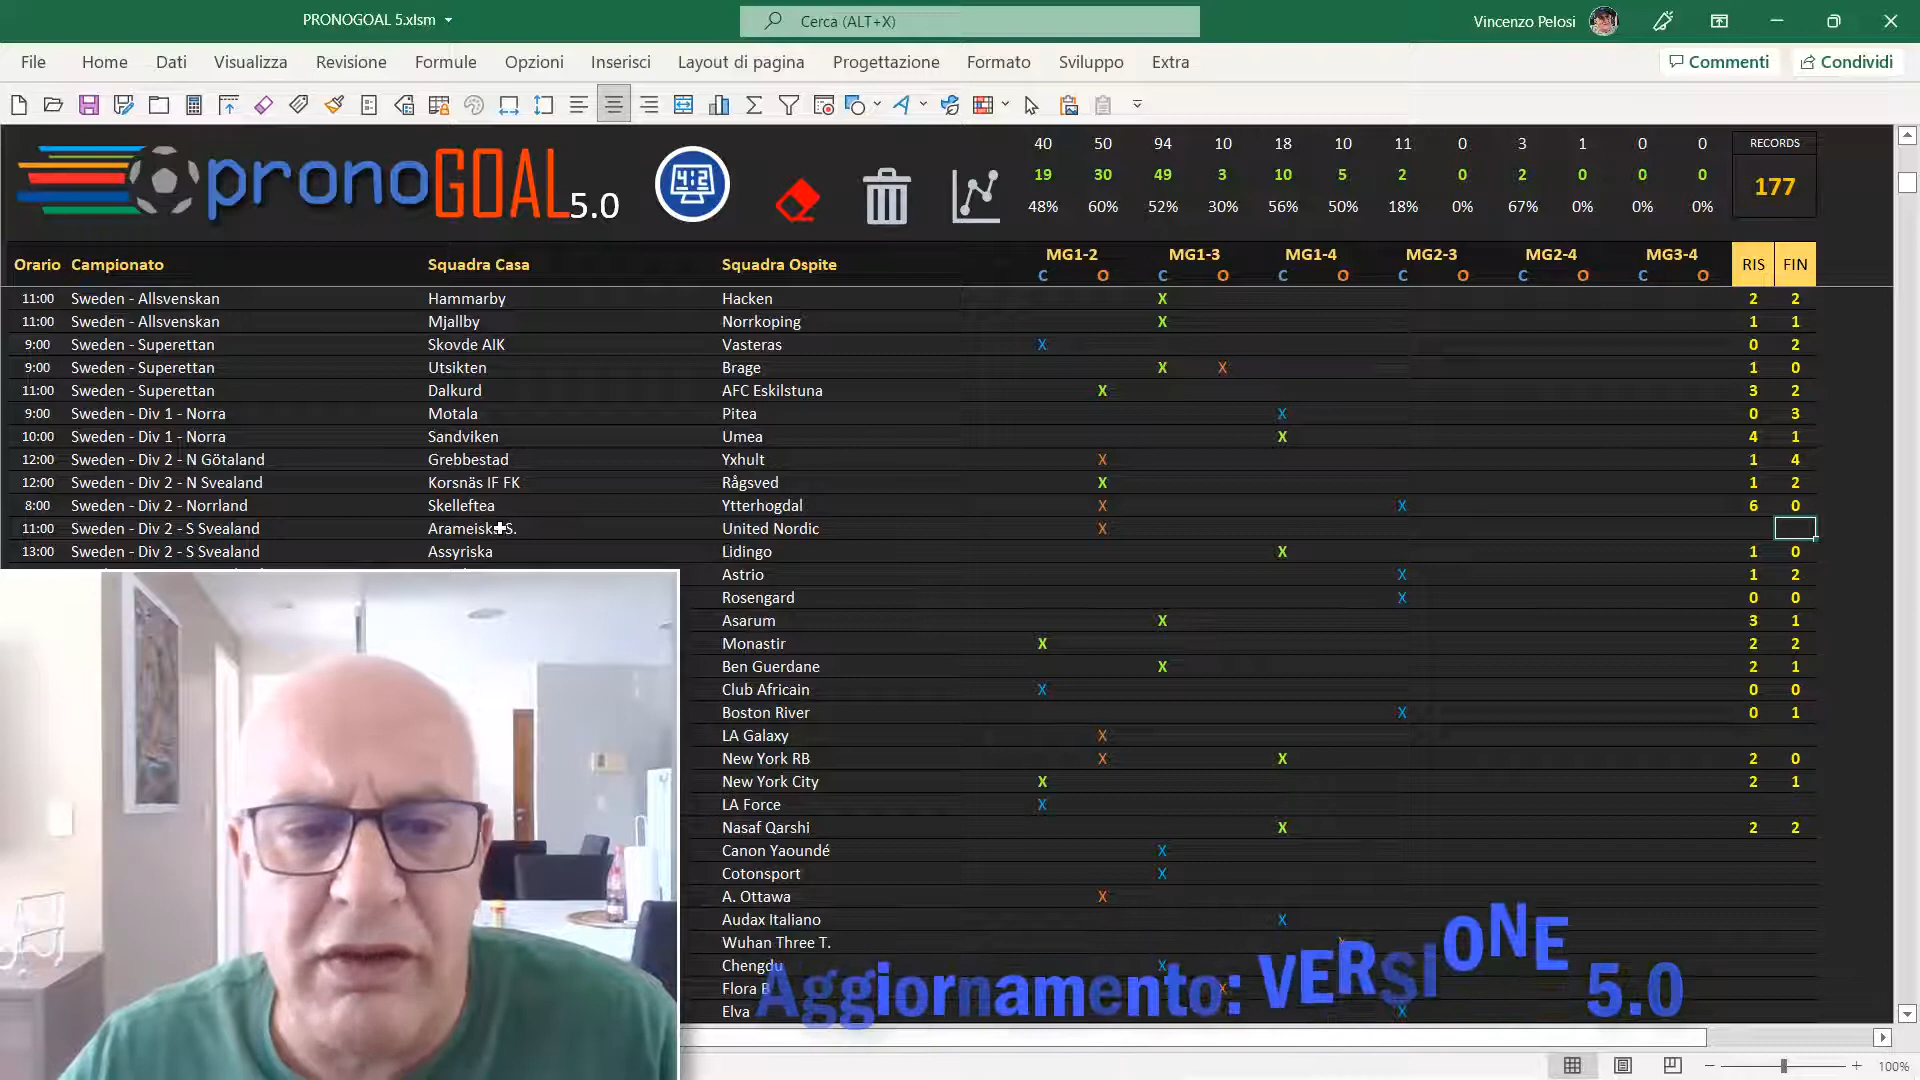 PRONOGOAL 5.xlsm
Cerca (ALT+X)
Vincenzo Pelosi
File Home Dati Visualizza Revisione Formule Opzioni Inserisci Layout di pagina Progettazione Formato Sviluppo Extra
Commenti Condividi
pronoGOAL 5.0
4:2
40 50 94 10 18 10 11 0 3 1 0 0
19 30 49 3 10 5 2 0 2 0 0 0
48% 60% 52% 30% 56% 50% 18% 0% 67% 0% 0% 0%
RECORDS
177
Orario Campionato Squadra Casa Squadra Ospite MG1-2 MG1-3 MG1-4 MG2-3 MG2-4 MG3-4 RIS FIN
C O C O C O C O C O C O
11:00 Sweden - Allsvenskan Hammarby Hacken X 2 2
11:00 Sweden - Allsvenskan Mjallby Norrkoping X 1 1
9:00 Sweden - Superettan Skovde AIK Vasteras X 0 2
9:00 Sweden - Superettan Utsikten Brage X X 1 0
11:00 Sweden - Superettan Dalkurd AFC Eskilstuna X 3 2
9:00 Sweden - Div 1 - Norra Motala Pitea X 0 3
10:00 Sweden - Div 1 - Norra Sandviken Umea X 4 1
12:00 Sweden - Div 2 - N Götaland Grebbestad Yxhult X 1 4
12:00 Sweden - Div 2 - N Svealand Korsnäs IF FK Rågsved X 1 2
8:00 Sweden - Div 2 - Norrland Skelleftea Ytterhogdal X X 6 0
11:00 Sweden - Div 2 - S Svealand S. United Nordic X
13:00 Sweden - Div 2 - S Svealand Assyriska Lidingo X 1 0
Astrio X 1 2
Rosengard X 0 0
Asarum X 3 1
Monastir X 2 2
Ben Guerdane X 2 1
Club Africain X 0 0
Boston River X 0 1
LA Galaxy X
New York RB X X 2 0
New York City X 2 1
LA Force X
Nasaf Qarshi X 2 2
Canon Yaoundé X
Cotonsport X
A. Ottawa X
Audax Italiano X
Wuhan Three T.
Chengdu X
Flora X
Elva X
Aggiornamento: VERSIONE 5.0
100%